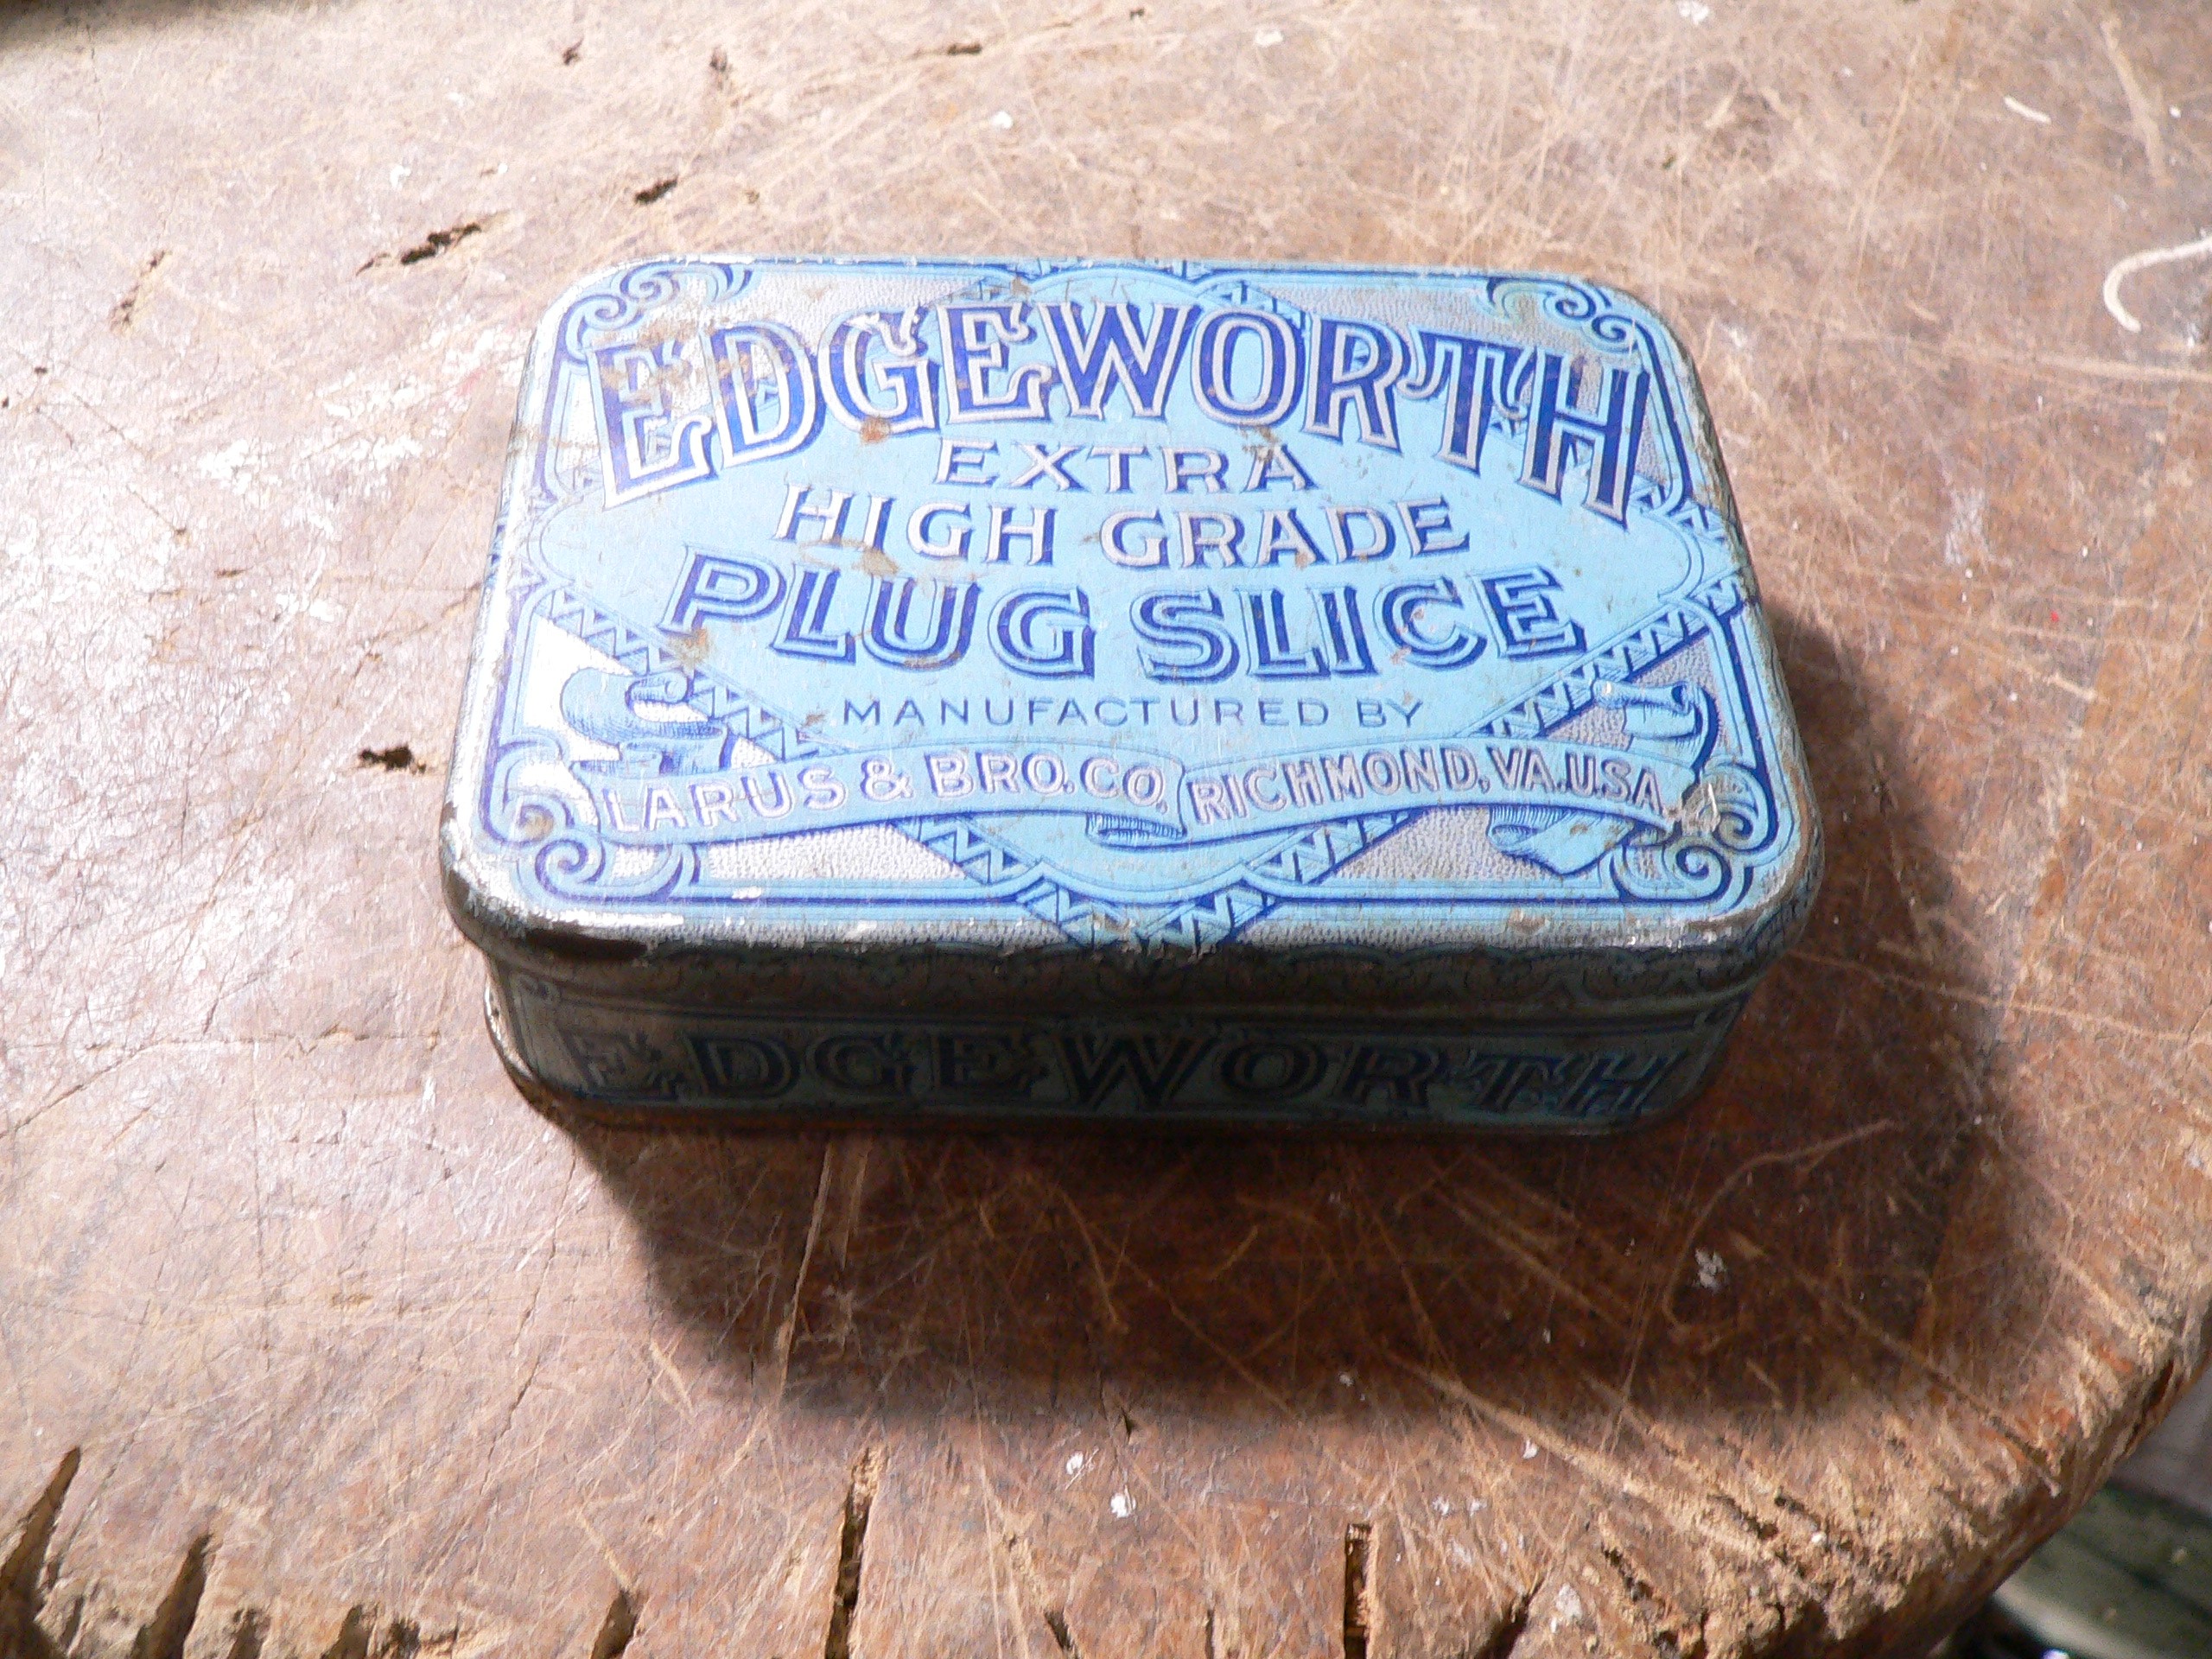 EDGEWORTH
EXTRA
HIGH GRADE
PLUG SLICE
MANUFACTURED BY
LARUS & BRO. CO. RICHMOND, VA. U.S.A.
EDGEWORTH